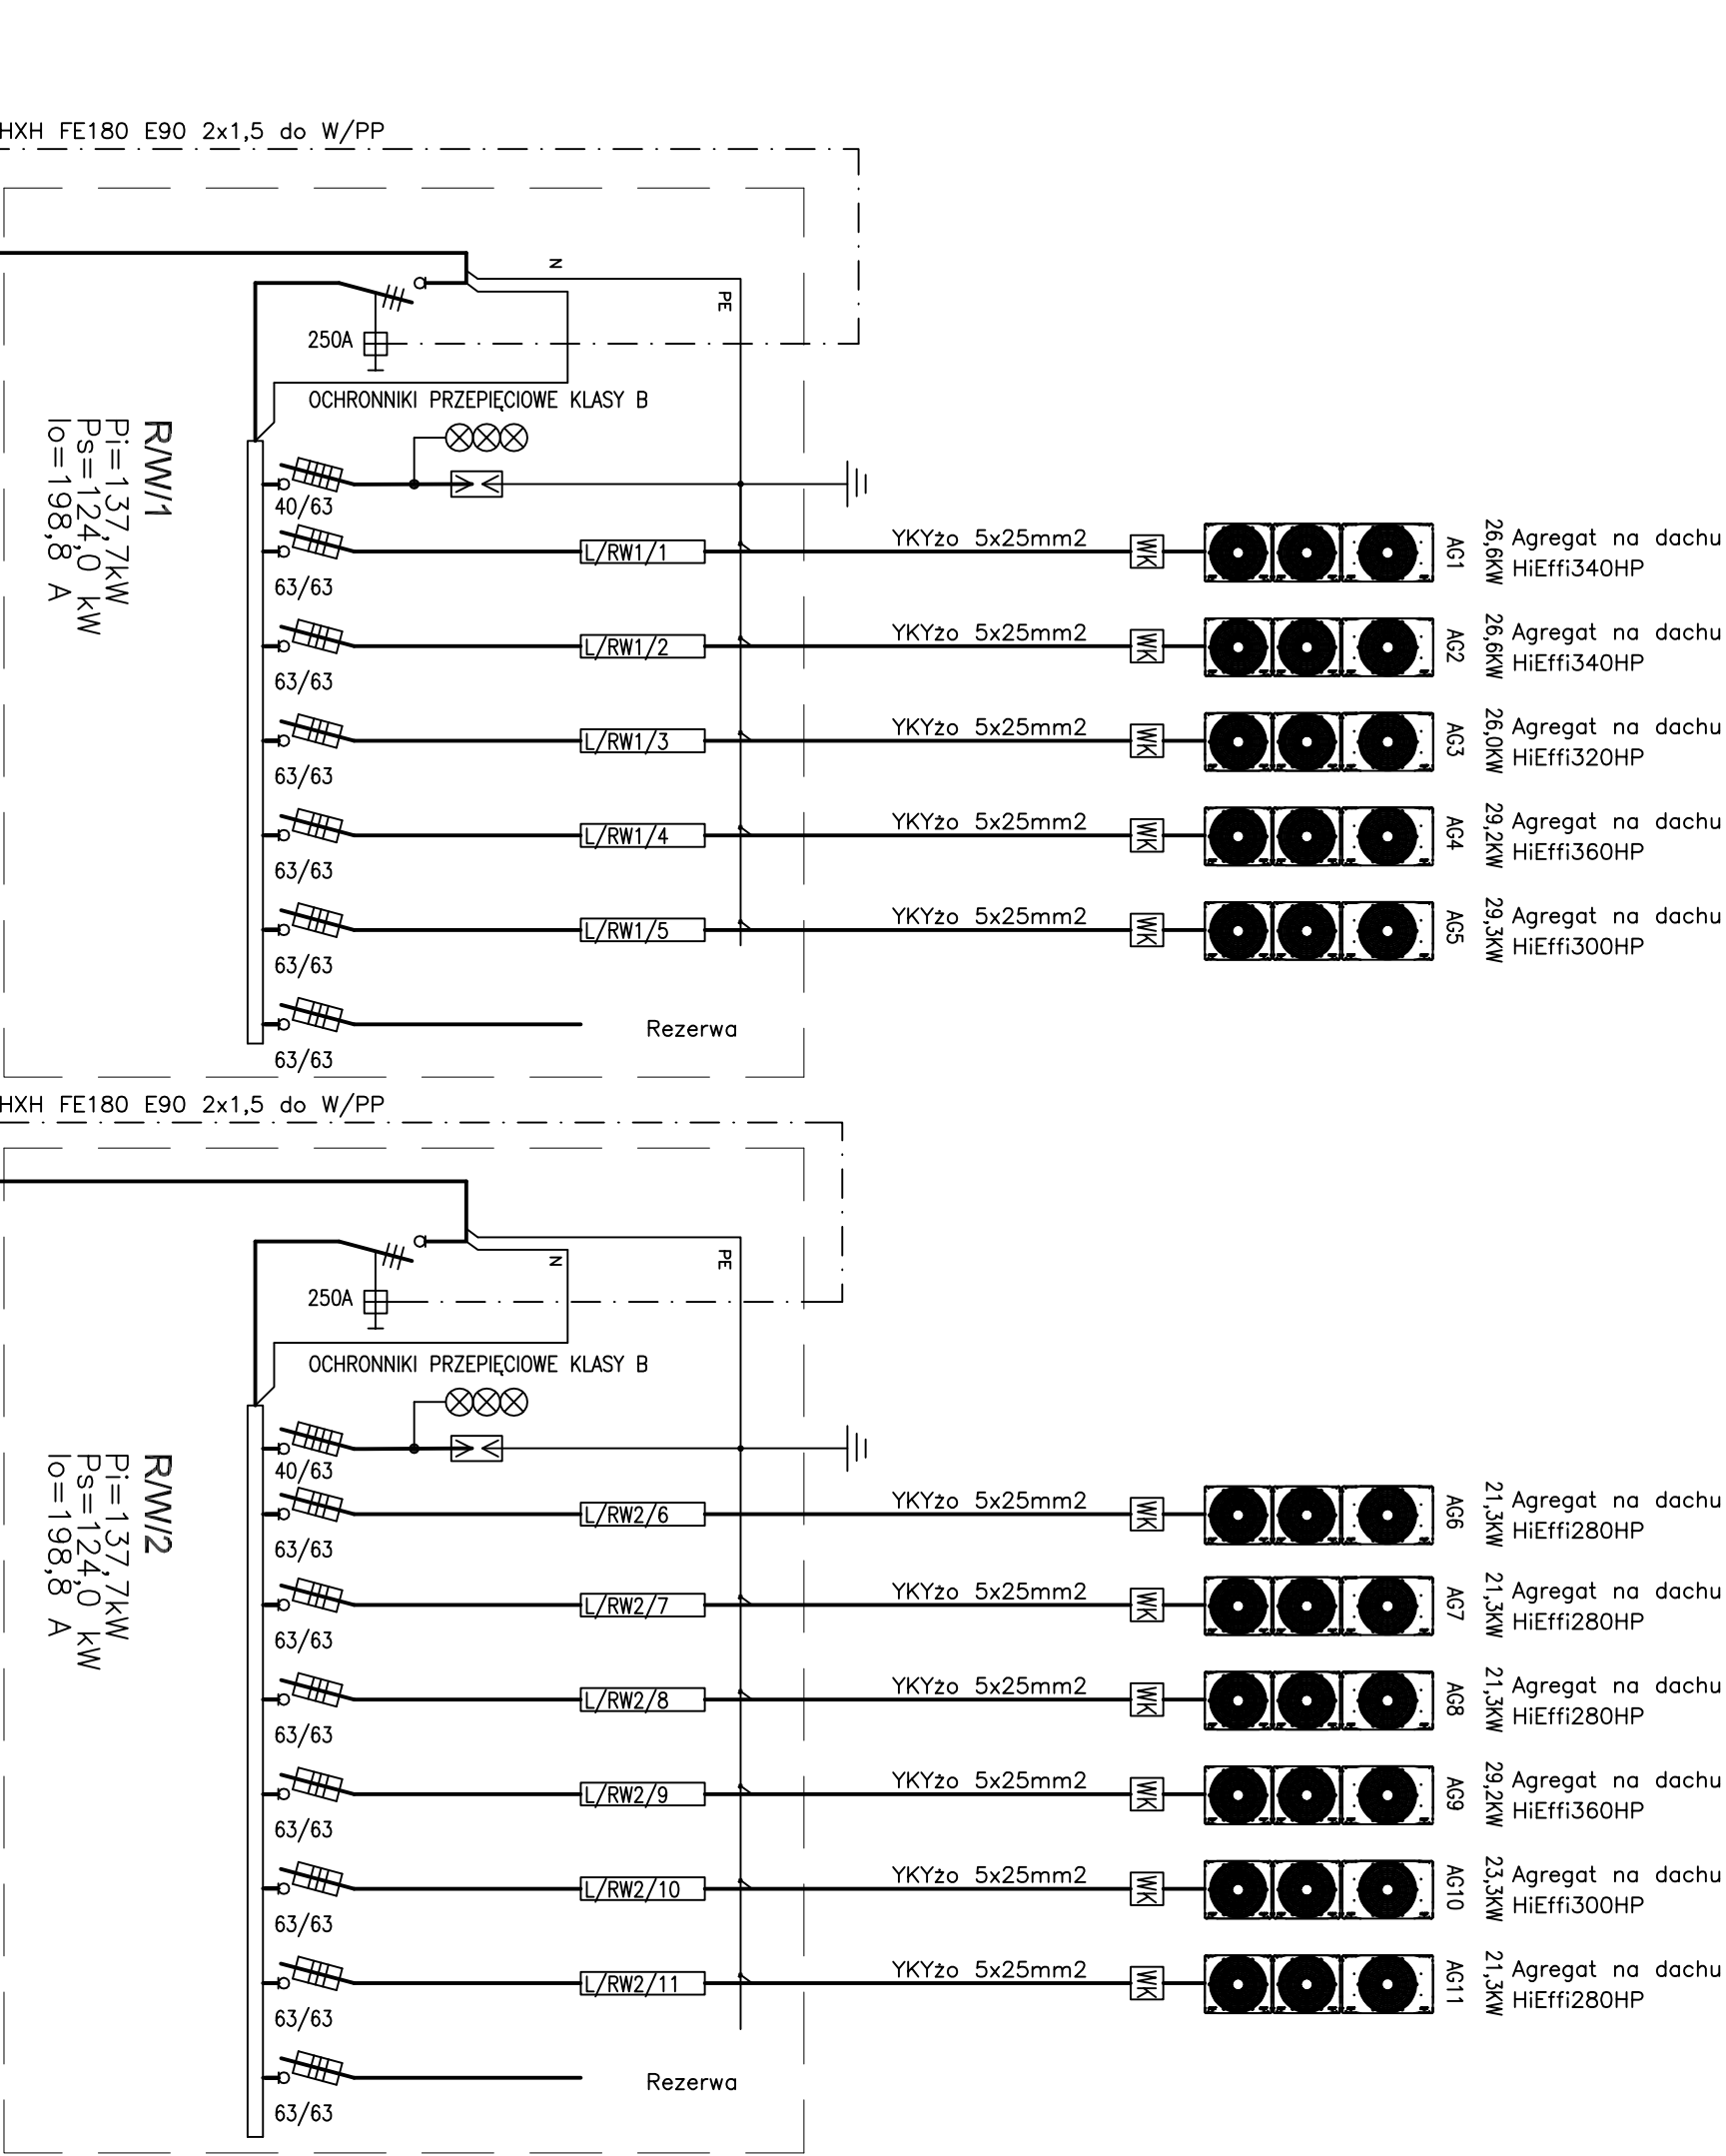 HXH FE180 E90 2x1,5 do W/PP
N
PE
250A
OCHRONNIKI PRZEPIĘCIOWE KLASY B
R/W/1
Pi=137,7kW
Ps=124,0 kW
Io=198,8 A
40/63
63/63
L/RW1/1
YKYżo 5x25mm2
WK
AG1
26,6KW
Agregat na dachu
HiEffi340HP
63/63
L/RW1/2
YKYżo 5x25mm2
WK
AG2
26,6KW
Agregat na dachu
HiEffi340HP
63/63
L/RW1/3
YKYżo 5x25mm2
WK
AG3
26,0KW
Agregat na dachu
HiEffi320HP
63/63
L/RW1/4
YKYżo 5x25mm2
WK
AG4
29,2KW
Agregat na dachu
HiEffi360HP
63/63
L/RW1/5
YKYżo 5x25mm2
WK
AG5
29,3KW
Agregat na dachu
HiEffi300HP
63/63
Rezerwa
HXH FE180 E90 2x1,5 do W/PP
N
PE
250A
OCHRONNIKI PRZEPIĘCIOWE KLASY B
R/W/2
Pi=137,7kW
Ps=124,0 kW
Io=198,8 A
40/63
63/63
L/RW2/6
YKYżo 5x25mm2
WK
AG6
21,3KW
Agregat na dachu
HiEffi280HP
63/63
L/RW2/7
YKYżo 5x25mm2
WK
AG7
21,3KW
Agregat na dachu
HiEffi280HP
63/63
L/RW2/8
YKYżo 5x25mm2
WK
AG8
21,3KW
Agregat na dachu
HiEffi280HP
63/63
L/RW2/9
YKYżo 5x25mm2
WK
AG9
29,2KW
Agregat na dachu
HiEffi360HP
63/63
L/RW2/10
YKYżo 5x25mm2
WK
AG10
23,3KW
Agregat na dachu
HiEffi300HP
63/63
L/RW2/11
YKYżo 5x25mm2
WK
AG11
21,3KW
Agregat na dachu
HiEffi280HP
63/63
Rezerwa